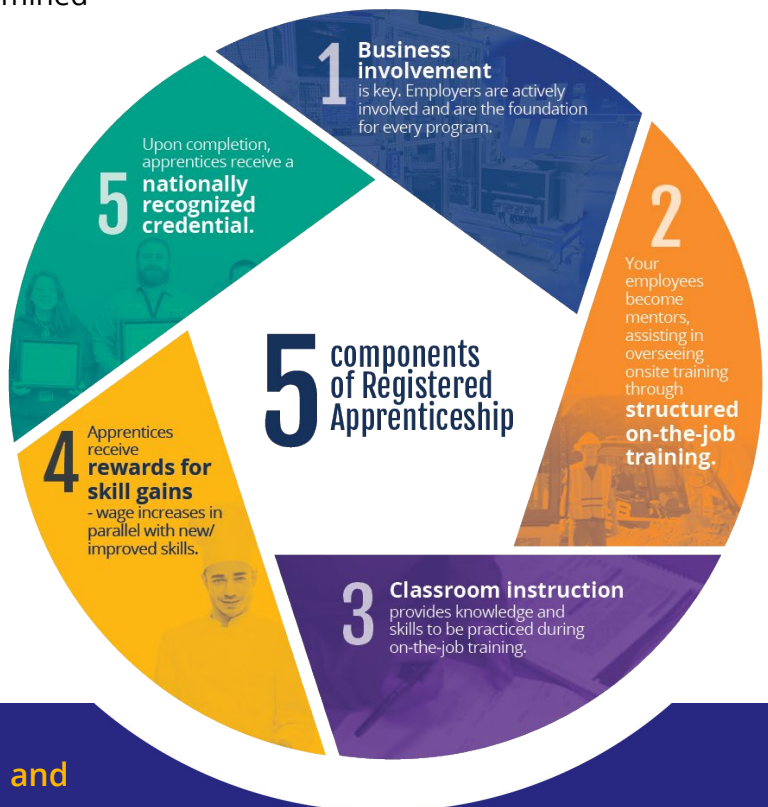 mined
1
Business
involvement
is key. Employers are actively
involved and are the foundation
for every program.
2
Your
employees
become
mentors,
assisting in
overseeing
onsite training
through
structured
on-the-job
training.
3
Classroom instruction
provides knowledge and
skills to be practiced during
on-the-job training.
4
Apprentices
receive
rewards for
skill gains
- wage increases in
parallel with new/
improved skills.
5
Upon completion,
apprentices receive a
nationally
recognized
credential.
5
components
of Registered
Apprenticeship
and